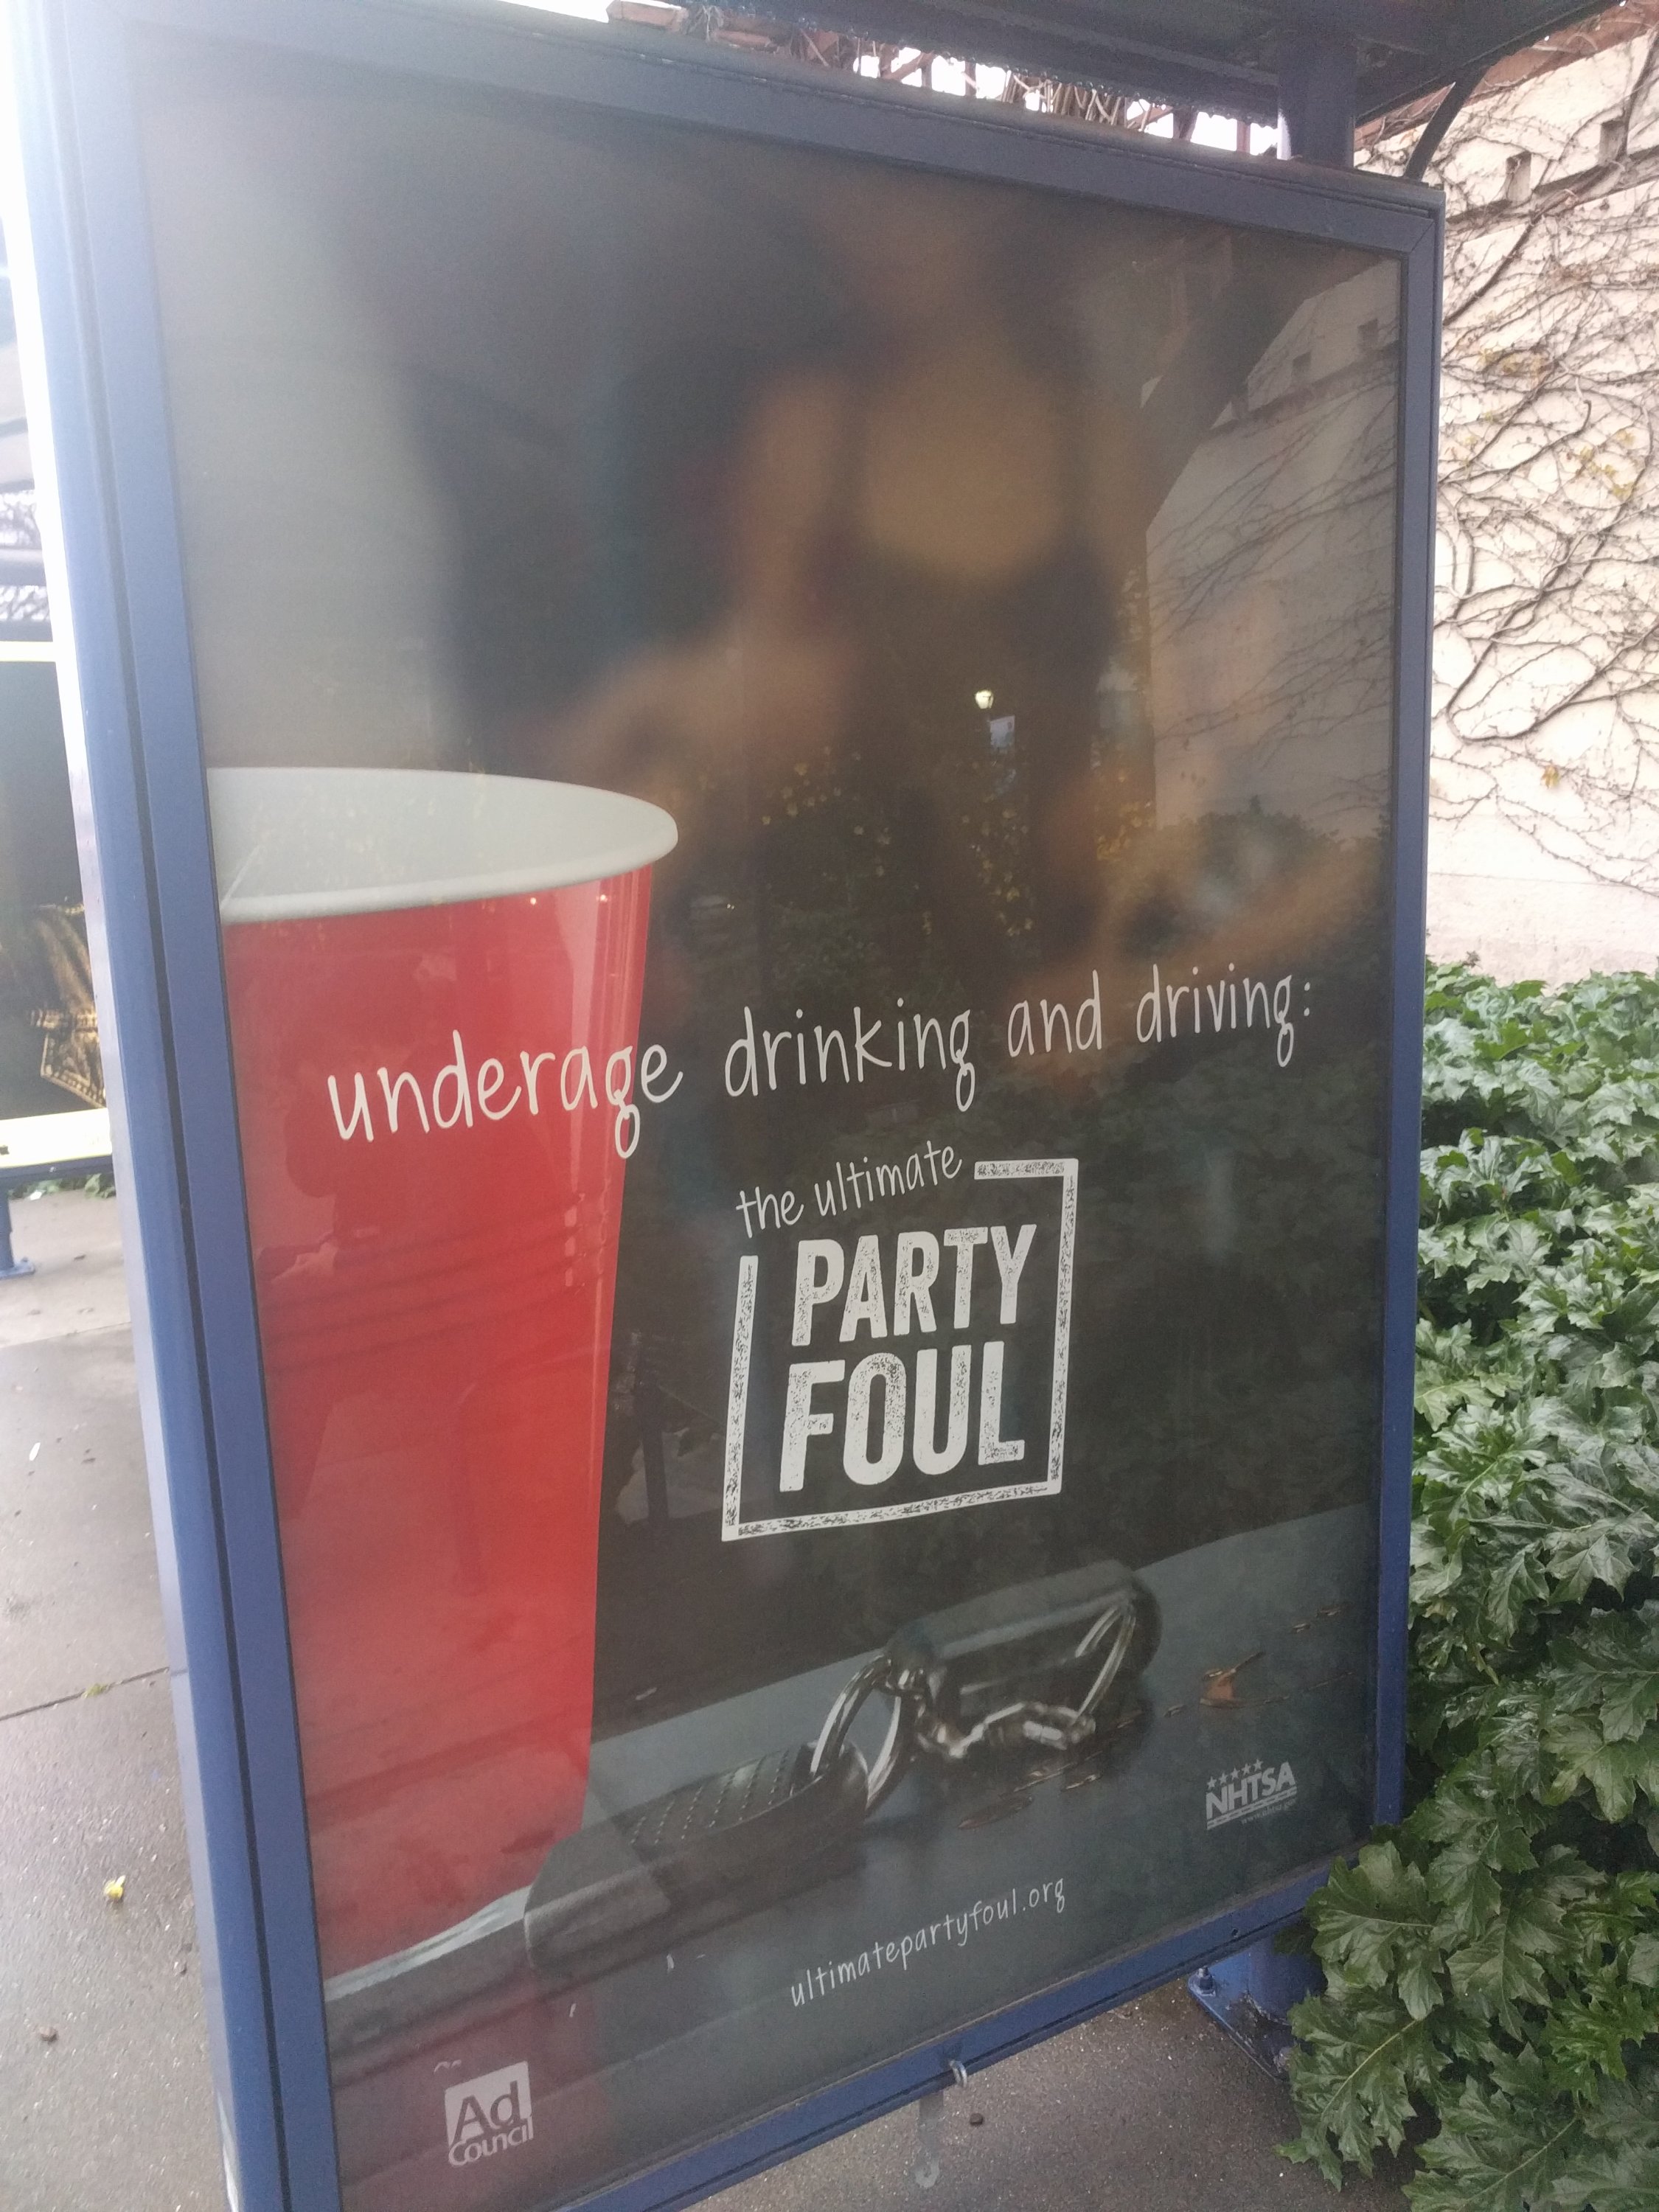 underage drinking and driving:
the ultimate
PARTY
FOUL
NHTSA
ultimatepartyfoul.org
Ad
Council